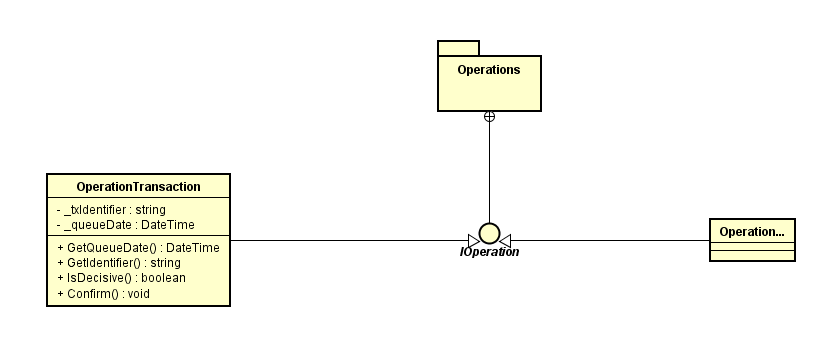 Operations
OperationTransaction
- _txIdentifier : string
- _queueDate : DateTime
+ GetQueueDate() : DateTime
+ GetIdentifier() : string
+ IsDecisive() : boolean
+ Confirm() : void
IOperation
Operation...